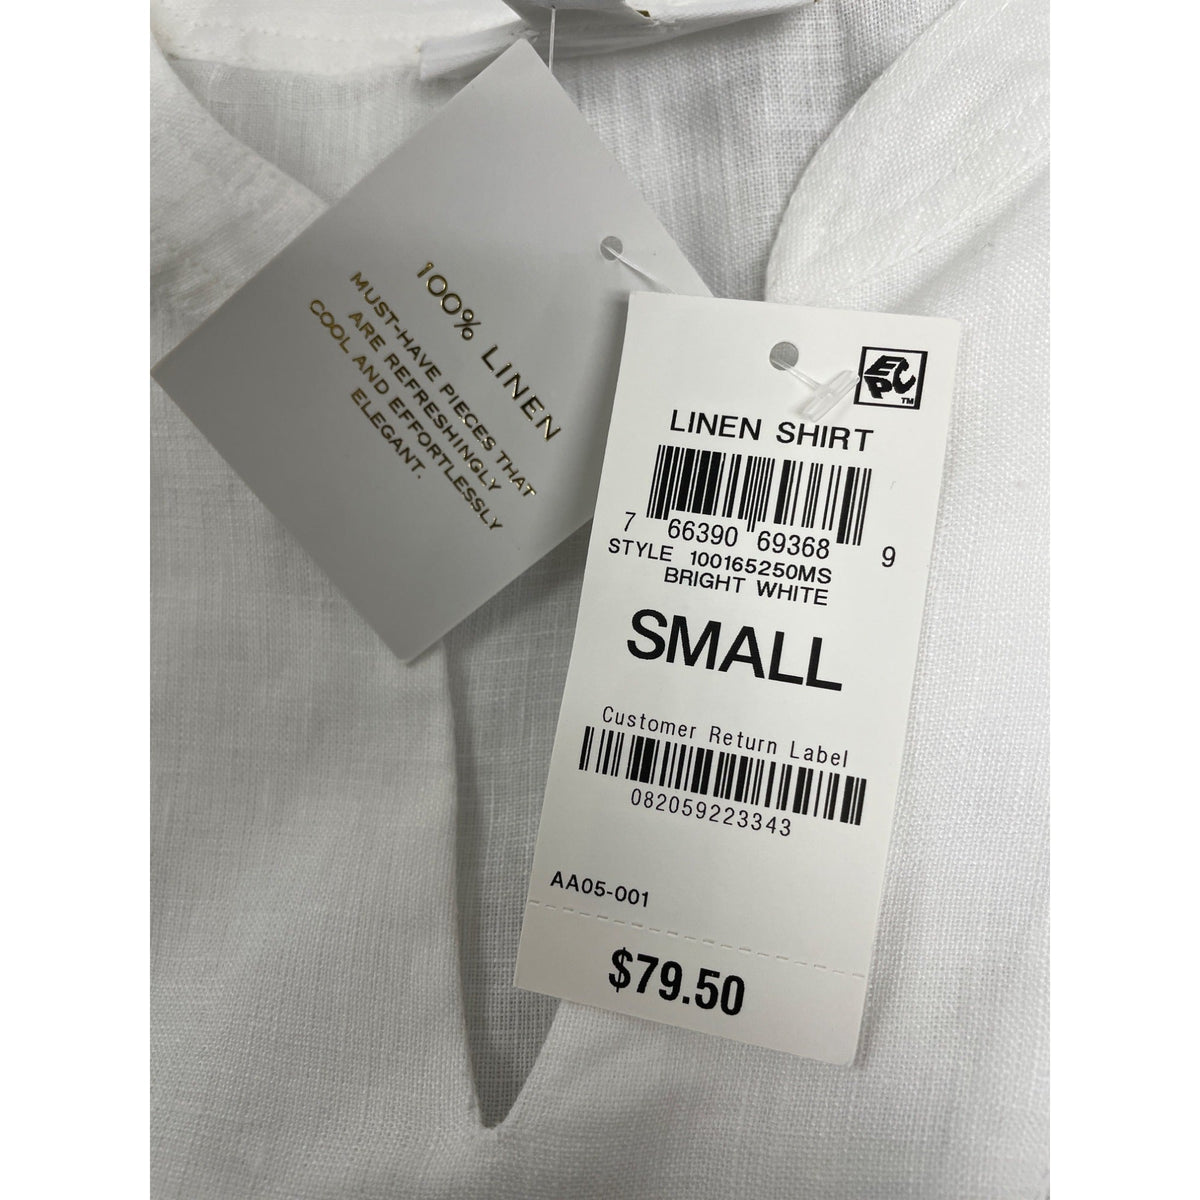 100% LINEN
MUST-HAVE PIECES THAT
ARE REFRESHINGLY
COOL AND EFFORTLESSLY
ELEGANT.
EPC
TM
LINEN SHIRT
7 66390 69368 9
STYLE 100165250MS
BRIGHT WHITE
SMALL
Customer Return Label
082059223343
AA05-001
$79.50